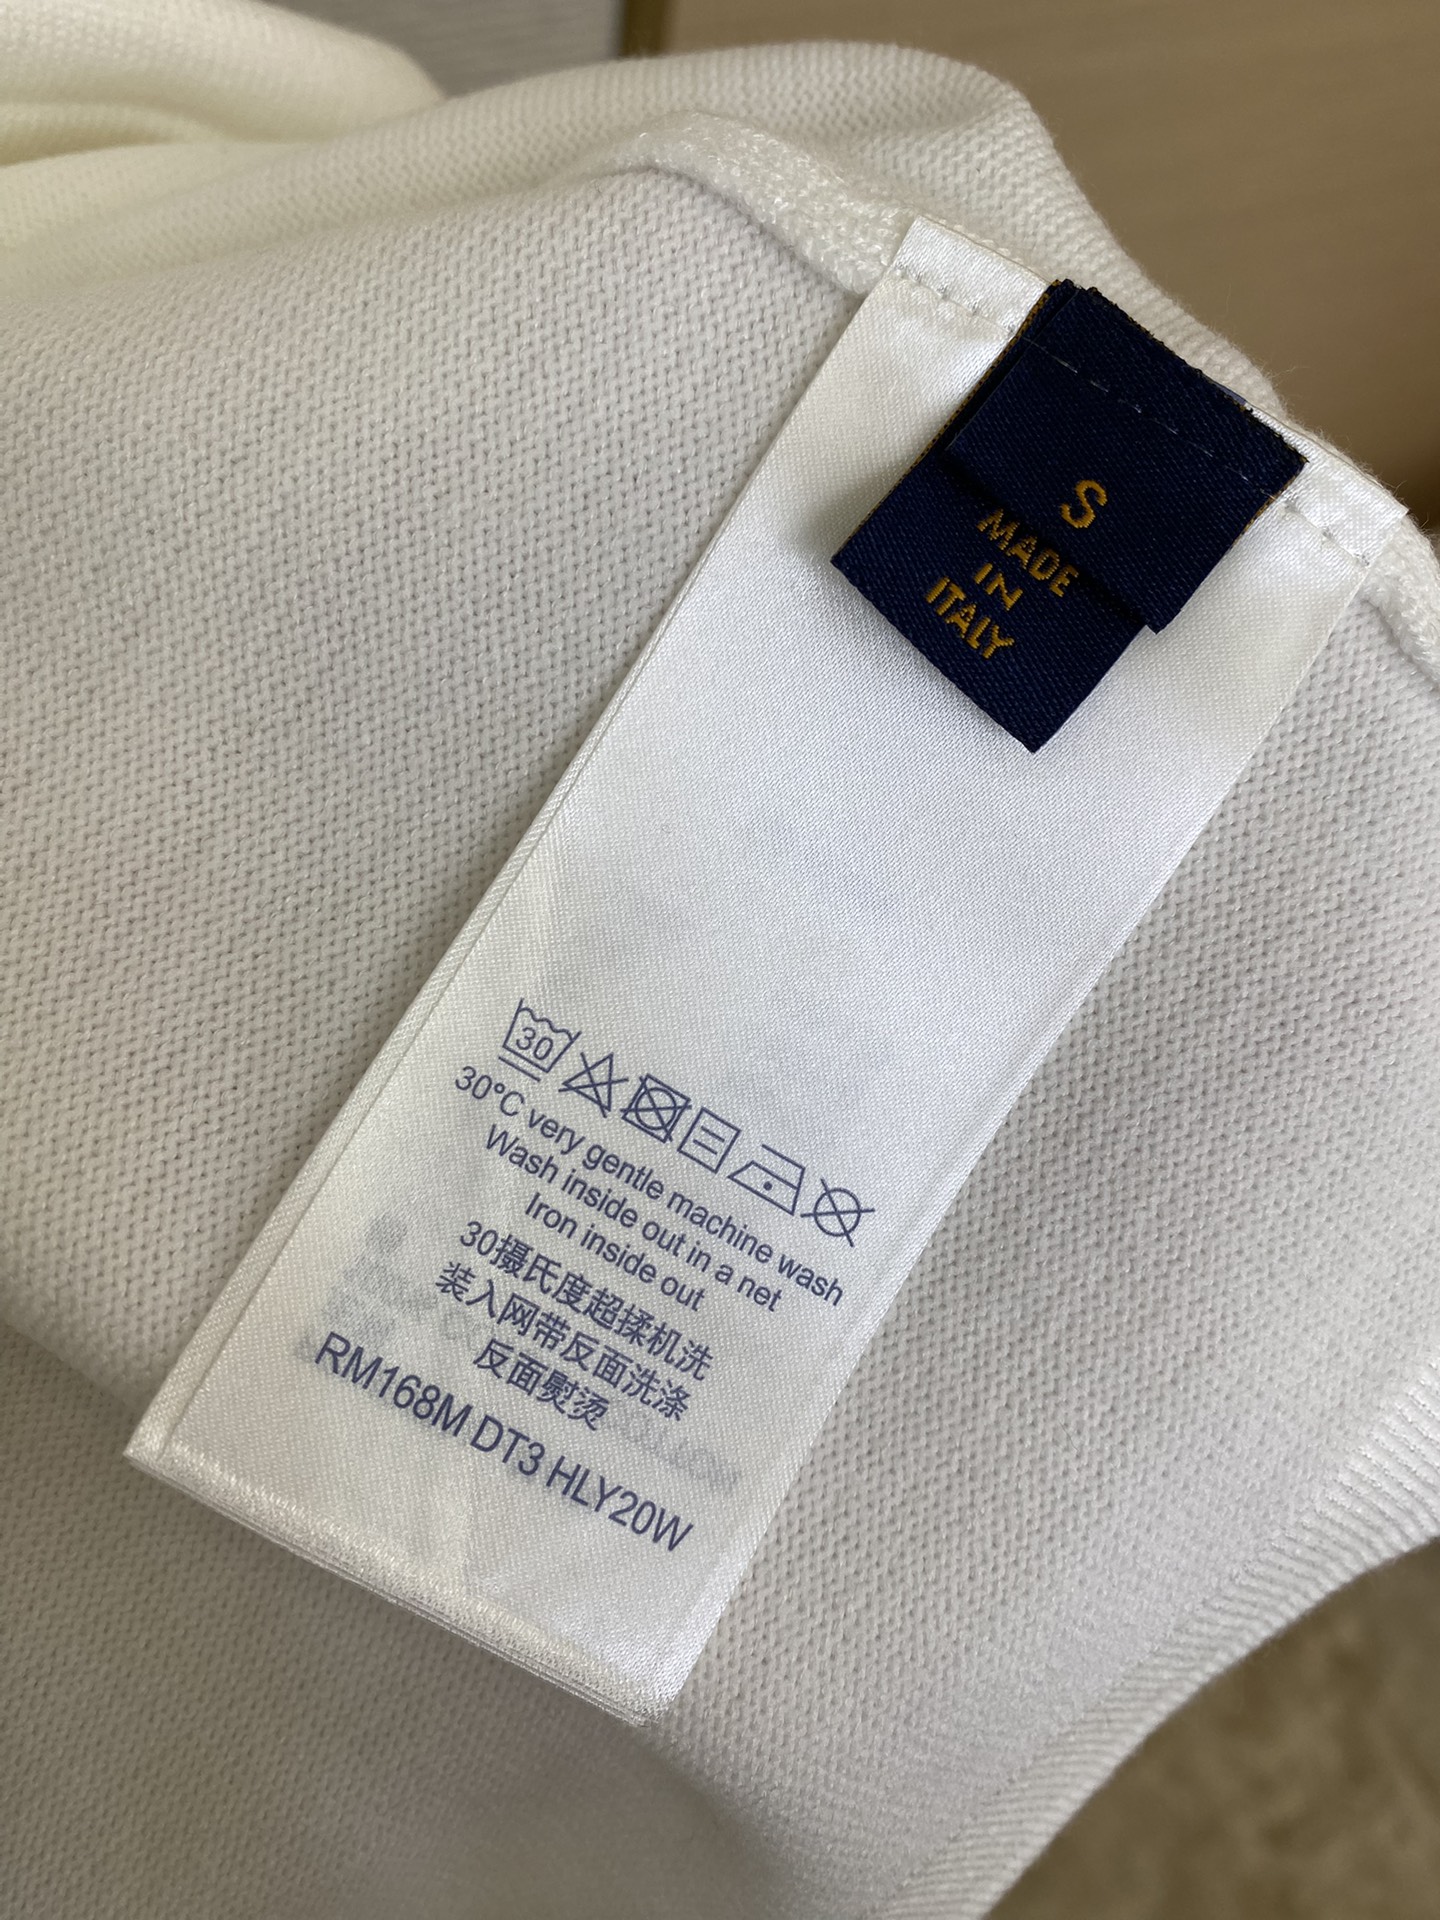 S
MADE
IN
ITALY
30
30°C very gentle machine wash
Wash inside out in a net
Iron inside out
30摄氏度超揉机洗
装入网带反面洗涤
反面熨烫
RM168M DT3 HLY20W